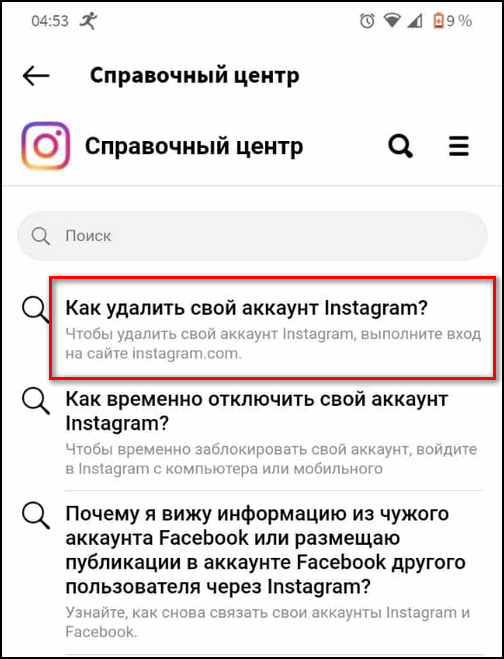 04:53 9 %
Справочный центр
Справочный центр
Поиск
Как удалить свой аккаунт Instagram?
Чтобы удалить свой аккаунт Instagram, выполните вход
на сайте instagram.com.
Как временно отключить свой аккаунт
Instagram?
Чтобы временно заблокировать свой аккаунт, войдите
в Instagram с компьютера или мобильного
Почему я вижу информацию из чужого
аккаунта Facebook или размещаю
публикации в аккаунте Facebook другого
пользователя через Instagram?
Узнайте, как снова связать свои аккаунты Instagram и
Facebook.